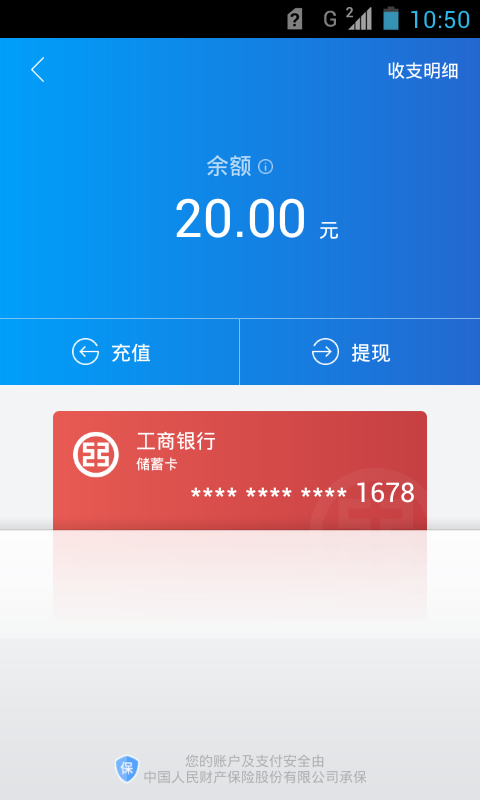 G 2 10:50
收支明细
余额
20.00 元
充值
提现
工商银行
储蓄卡
**** **** **** 1678
保
您的账户及支付安全由
中国人民财产保险股份有限公司承保